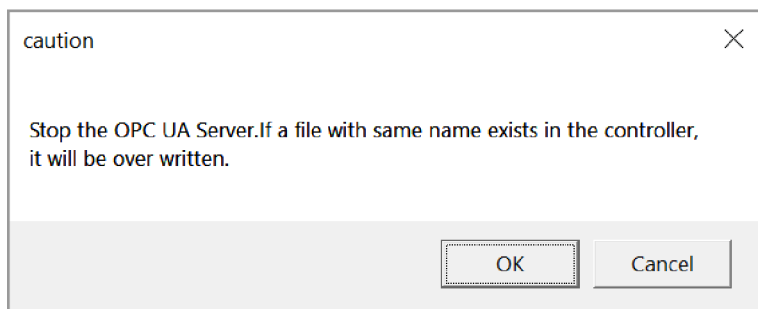 caution
Stop the OPC UA Server.If a file with same name exists in the controller,
it will be over written.
OK
Cancel